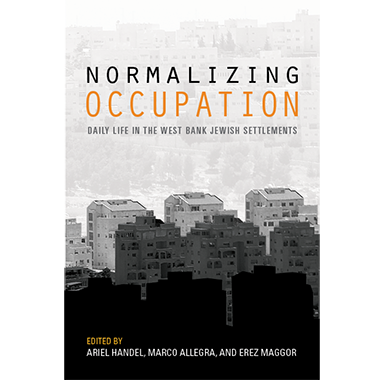 NORMALIZING
OCCUPATION
DAILY LIFE IN THE WEST BANK JEWISH SETTLEMENTS
EDITED BY
ARIEL HANDEL, MARCO ALLEGRA, AND EREZ MAGGOR